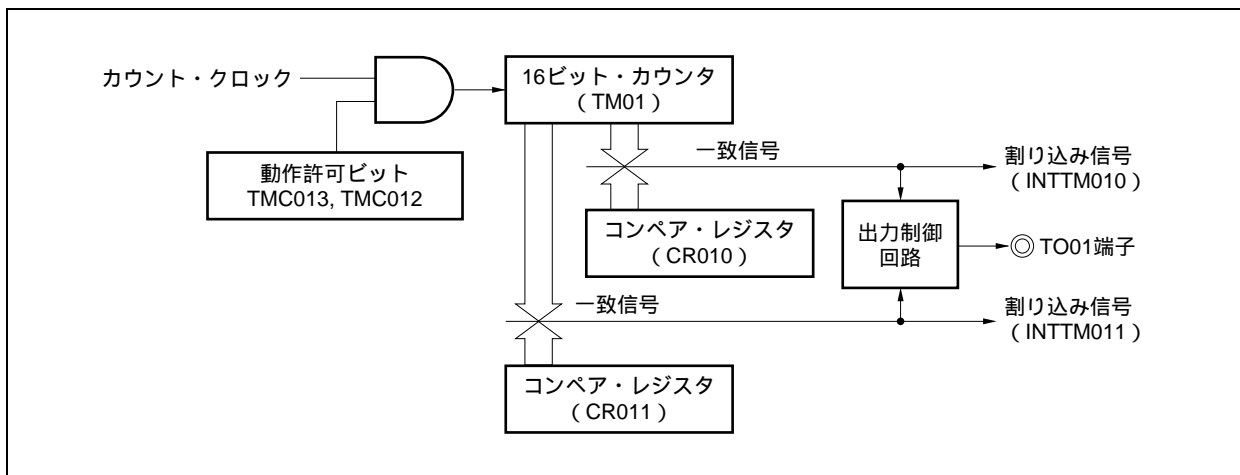 カウント・クロック
16ビット・カウンタ
（TM01）
動作許可ビット
TMC013, TMC012
一致信号
割り込み信号
（INTTM010）
コンペア・レジスタ
（CR010）
出力制御
回路
TO01端子
一致信号
割り込み信号
（INTTM011）
コンペア・レジスタ
（CR011）